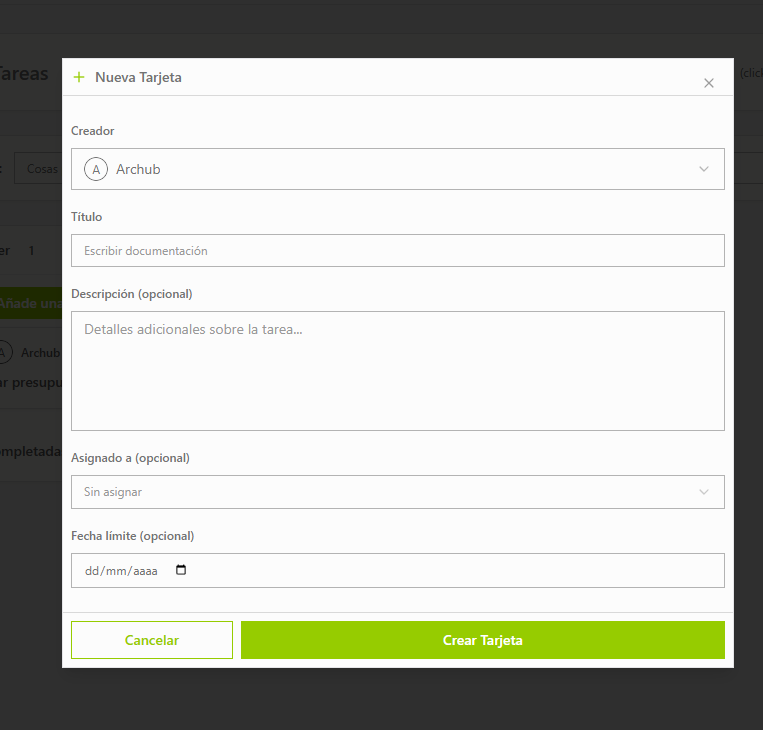 Tareas
(clic
Nueva Tarjeta
Creador
A Archub
Cosas
Título
Escribir documentación
er 1
Descripción (opcional)
Añade una
Detalles adicionales sobre la tarea...
A Archub
ar presupu
ompletada
Asignado a (opcional)
Sin asignar
Fecha límite (opcional)
dd/mm/aaaa
Cancelar
Crear Tarjeta